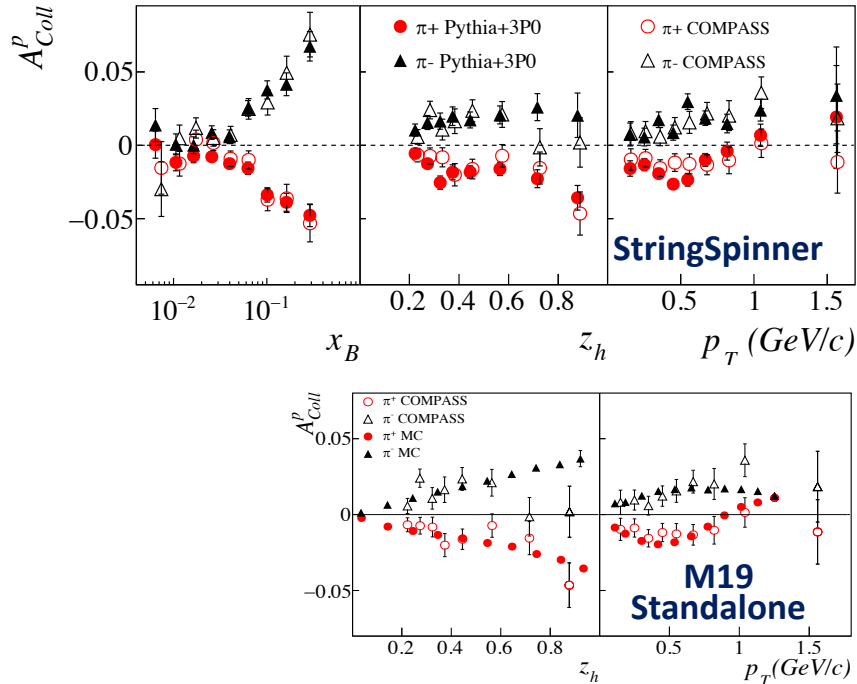 A^p_Coll
0.05
0
−0.05
π+ Pythia+3P0
π- Pythia+3P0
π+ COMPASS
π- COMPASS
StringSpinner
10^−2 10^−1
0.2 0.4 0.6 0.8
0.5 1 1.5
x_B
z_h
p_T (GeV/c)
A^p_Coll
0.05
0
−0.05
π^+ COMPASS
π^- COMPASS
π^+ MC
π^- MC
M19
Standalone
0.2 0.4 0.6 0.8
0.5 1 1.5
z_h
p_T (GeV/c)